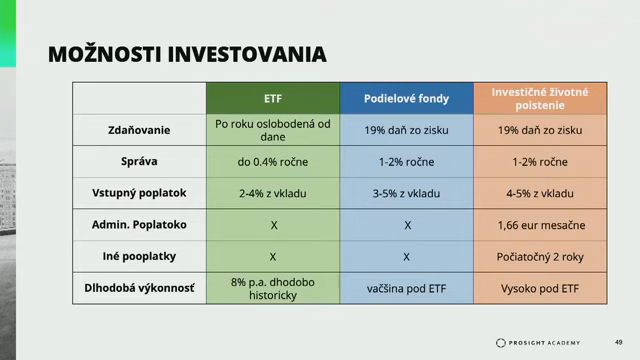 MOŽNOSTI INVESTOVANIA
ETF
Podielové fondy
Investičné životné
poistenie
Zdaňovanie
Po roku oslobodená od
dane
19% daň zo zisku
19% daň zo zisku
Správa
do 0.4% ročne
1-2% ročne
1-2% ročne
Vstupný poplatok
2-4% z vkladu
3-5% z vkladu
4-5% z vkladu
Admin. Poplatoko
X
X
1,66 eur mesačne
Iné pooplatky
X
X
Počiatočný 2 roky
Dlhodobá výkonnosť
8% p.a. dhodobo
historicky
vačšina pod ETF
Vysoko pod ETF
PROSIGHT ACADEMY
49